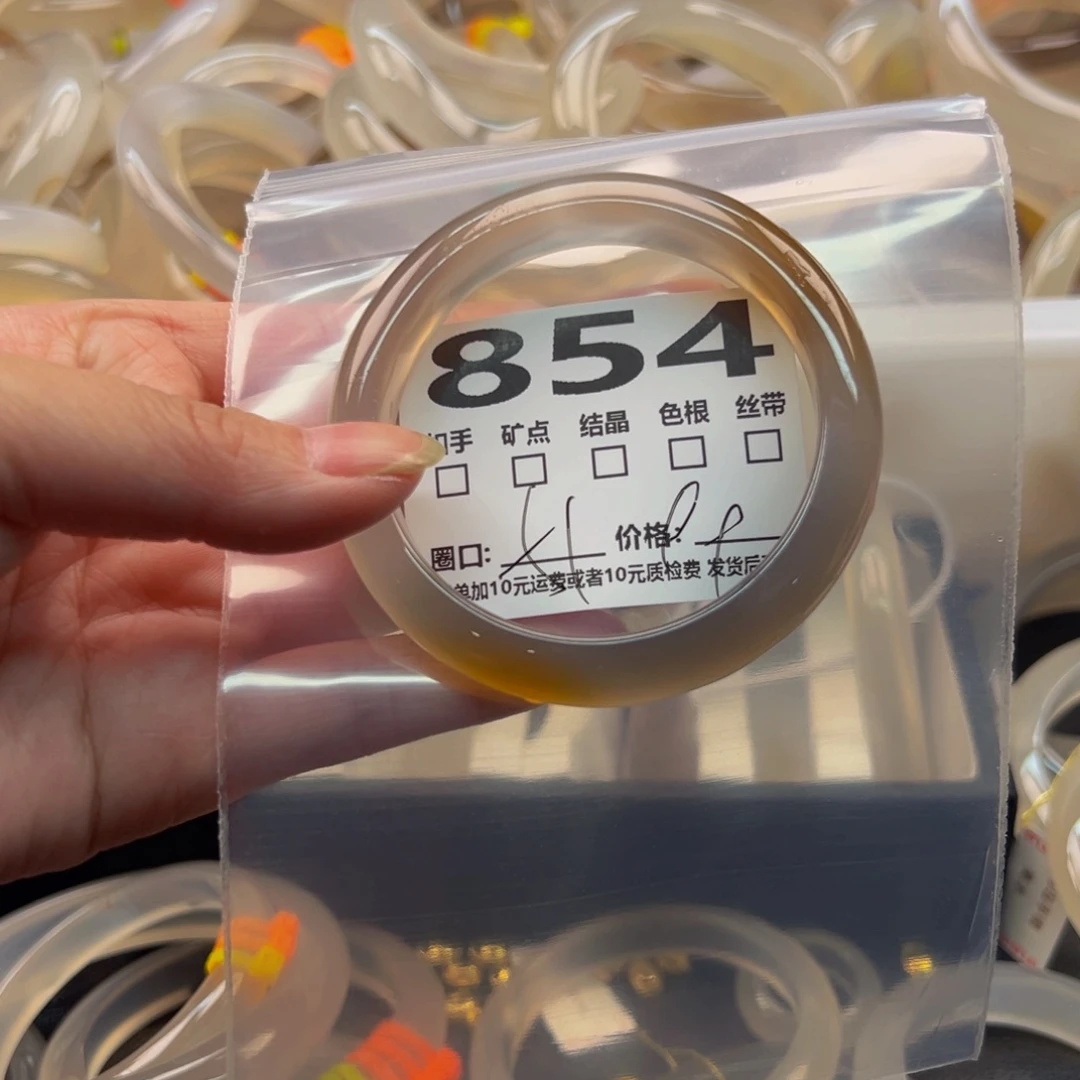 854
手 矿点 结晶 色根 丝带
圈口: 价格:
单加10元运费或者10元质检费 发货后